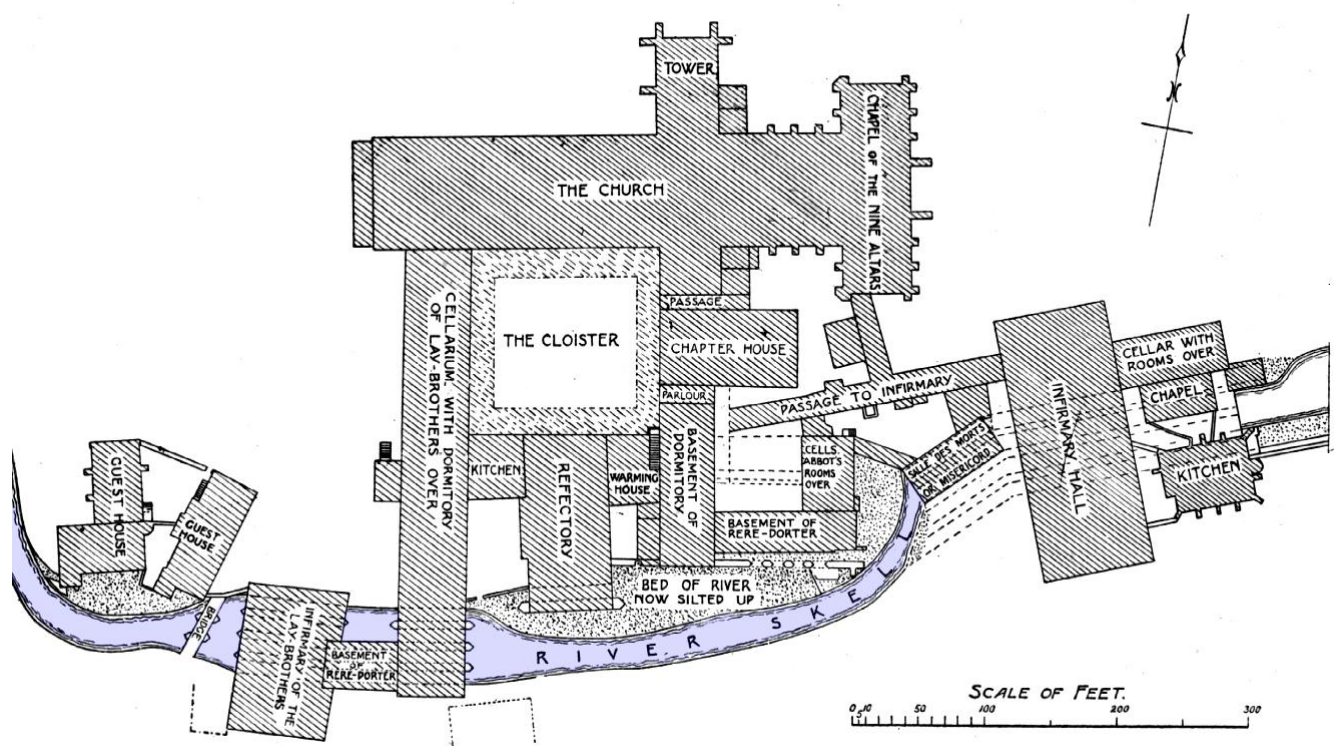 TOWER
CHAPEL OF THE NINE ALTARS
THE CHURCH
PASSAGE
CELLARIUM, WITH DORMITORY
OF LAY-BROTHERS OVER
THE CLOISTER
CHAPTER HOUSE
PARLOUR
PASSAGE TO INFIRMARY
CELLAR WITH
ROOMS OVER
CHAPEL
KITCHEN
INFIRMARY HALL
SALLE DES MORTS
OR MISERICORD
CELLS
ABBOT'S
ROOMS
OVER
BASEMENT OF
DORMITORY
WARMING
HOUSE
REFECTORY
KITCHEN
BASEMENT OF
RERE-DORTER
BED OF RIVER
NOW SILTED UP
RIVER SKELL
GUEST HOUSE
GUEST
HOUSE
BRIDGE
INFIRMARY OF THE
LAY-BROTHERS
BASEMENT
OF
RERE-DORTER
SCALE OF FEET.
0 5 10 50 100 200 300
N